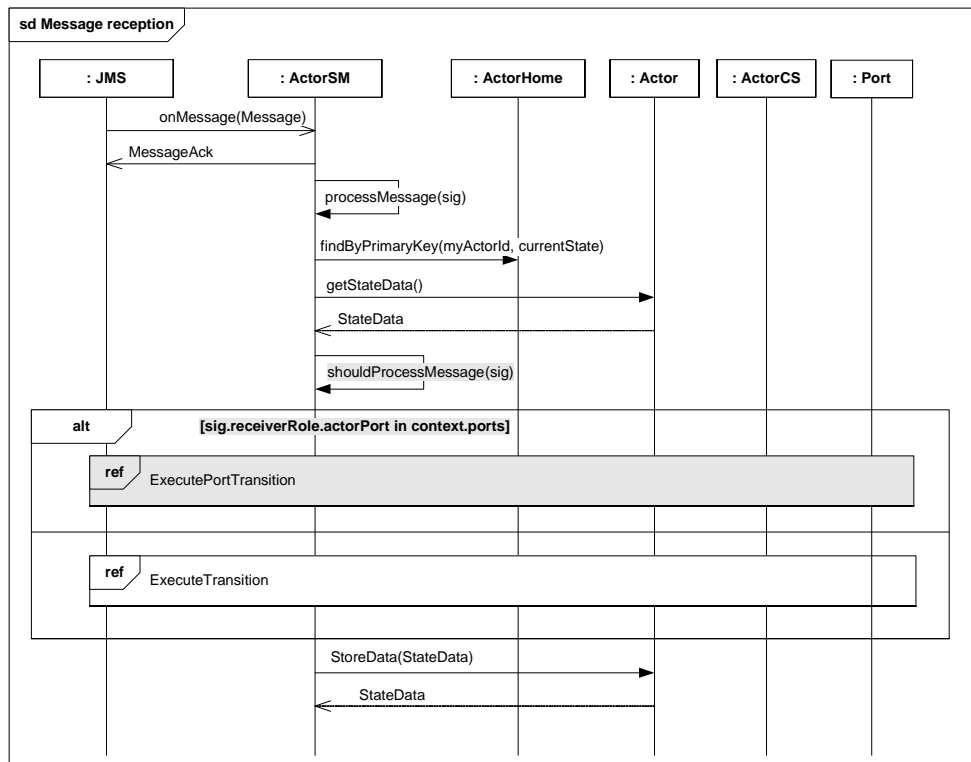 sd Message reception
: JMS
: ActorSM
: ActorHome
: Actor
: ActorCS
: Port
onMessage(Message)
MessageAck
processMessage(sig)
findByPrimaryKey(myActorId, currentState)
getStateData()
StateData
shouldProcessMessage(sig)
alt
[sig.receiverRole.actorPort in context.ports]
ref
ExecutePortTransition
ref
ExecuteTransition
StoreData(StateData)
StateData